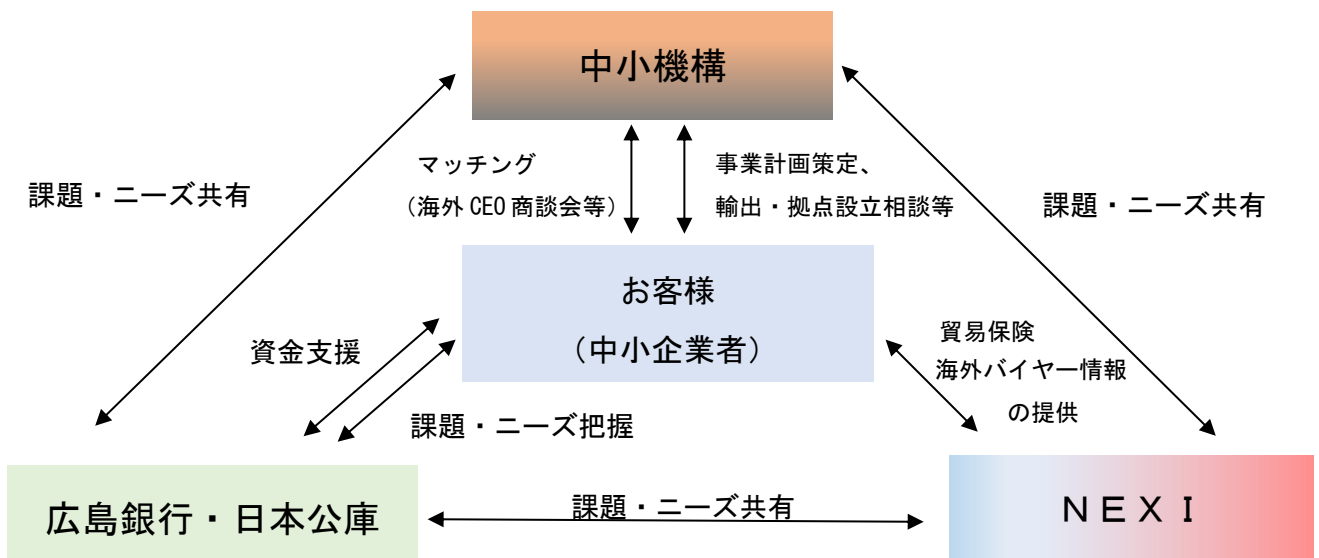 中小機構
マッチング
（海外 CEO 商談会等）
事業計画策定、
輸出・拠点設立相談等
課題・ニーズ共有
課題・ニーズ共有
お客様
（中小企業者）
資金支援
課題・ニーズ把握
貿易保険
海外バイヤー情報
の提供
広島銀行・日本公庫
課題・ニーズ共有
ＮＥＸＩ